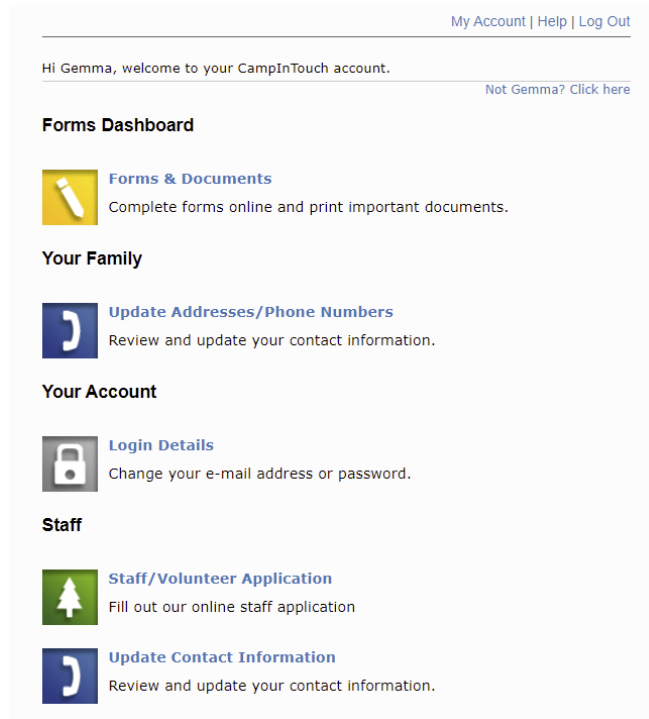 My Account | Help | Log Out
Hi Gemma, welcome to your CampInTouch account.
Not Gemma? Click here
Forms Dashboard
Forms & Documents
Complete forms online and print important documents.
Your Family
Update Addresses/Phone Numbers
Review and update your contact information.
Your Account
Login Details
Change your e-mail address or password.
Staff
Staff/Volunteer Application
Fill out our online staff application
Update Contact Information
Review and update your contact information.